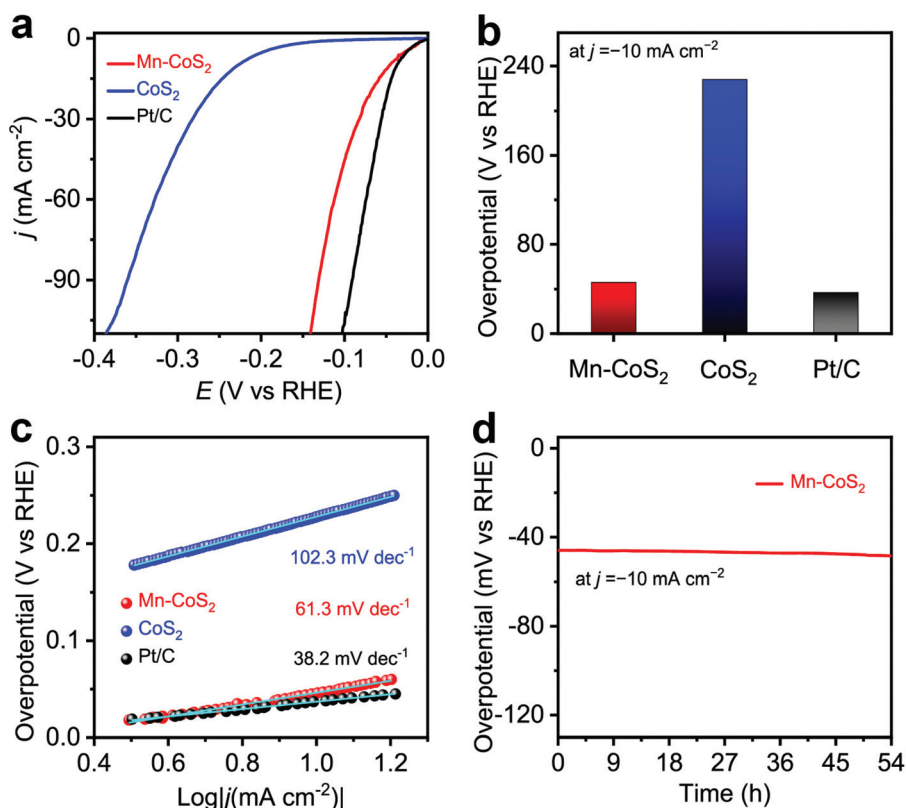 a
0
-30
-60
-90
j (mA cm⁻²)
Mn-CoS₂
CoS₂
Pt/C
-0.4
-0.3
-0.2
-0.1
0.0
E (V vs RHE)
b
at j =−10 mA cm⁻²
240
160
80
0
Overpotential (V vs RHE)
Mn-CoS₂
CoS₂
Pt/C
c
0.3
0.2
0.1
0.0
Overpotential (V vs RHE)
102.3 mV dec⁻¹
Mn-CoS₂
61.3 mV dec⁻¹
CoS₂
Pt/C
38.2 mV dec⁻¹
0.4
0.6
0.8
1.0
1.2
Log|j(mA cm⁻²)|
d
0
-40
-80
-120
Overpotential (mV vs RHE)
Mn-CoS₂
at j =−10 mA cm⁻²
0
9
18
27
36
45
54
Time (h)